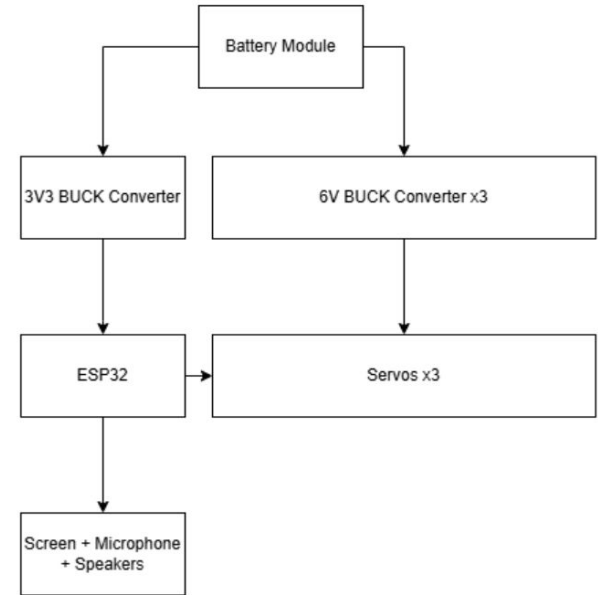 Battery Module
3V3 BUCK Converter
6V BUCK Converter x3
ESP32
Servos x3
Screen + Microphone
+ Speakers